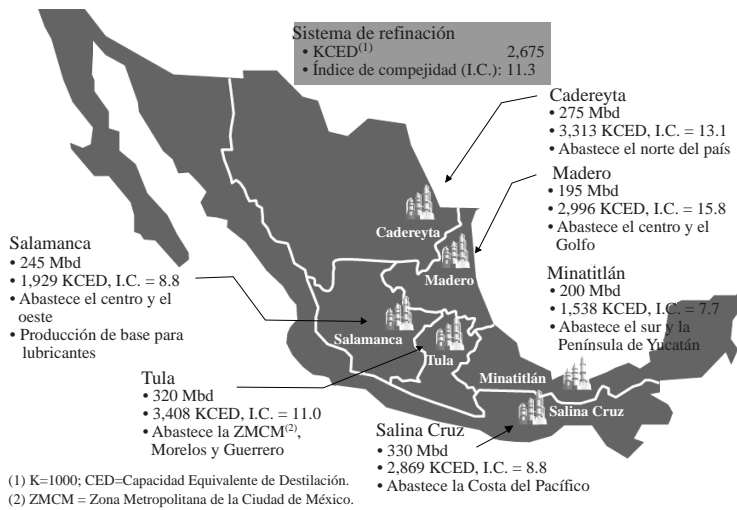 Sistema de refinación
• KCED(1) 2,675
• Índice de compejidad (I.C.): 11.3
Cadereyta
• 275 Mbd
• 3,313 KCED, I.C. = 13.1
• Abastece el norte del país
Madero
• 195 Mbd
• 2,996 KCED, I.C. = 15.8
• Abastece el centro y el
Golfo
Minatitlán
• 200 Mbd
• 1,538 KCED, I.C. = 7.7
• Abastece el sur y la
Península de Yucatán
Salamanca
• 245 Mbd
• 1,929 KCED, I.C. = 8.8
• Abastece el centro y el
oeste
• Producción de base para
lubricantes
Cadereyta
Madero
Salamanca
Tula
Minatitlán
Salina Cruz
Tula
• 320 Mbd
• 3,408 KCED, I.C. = 11.0
• Abastece la ZMCM(2),
Morelos y Guerrero
Salina Cruz
• 330 Mbd
• 2,869 KCED, I.C. = 8.8
• Abastece la Costa del Pacífico
(1) K=1000; CED=Capacidad Equivalente de Destilación.
(2) ZMCM = Zona Metropolitana de la Ciudad de México.